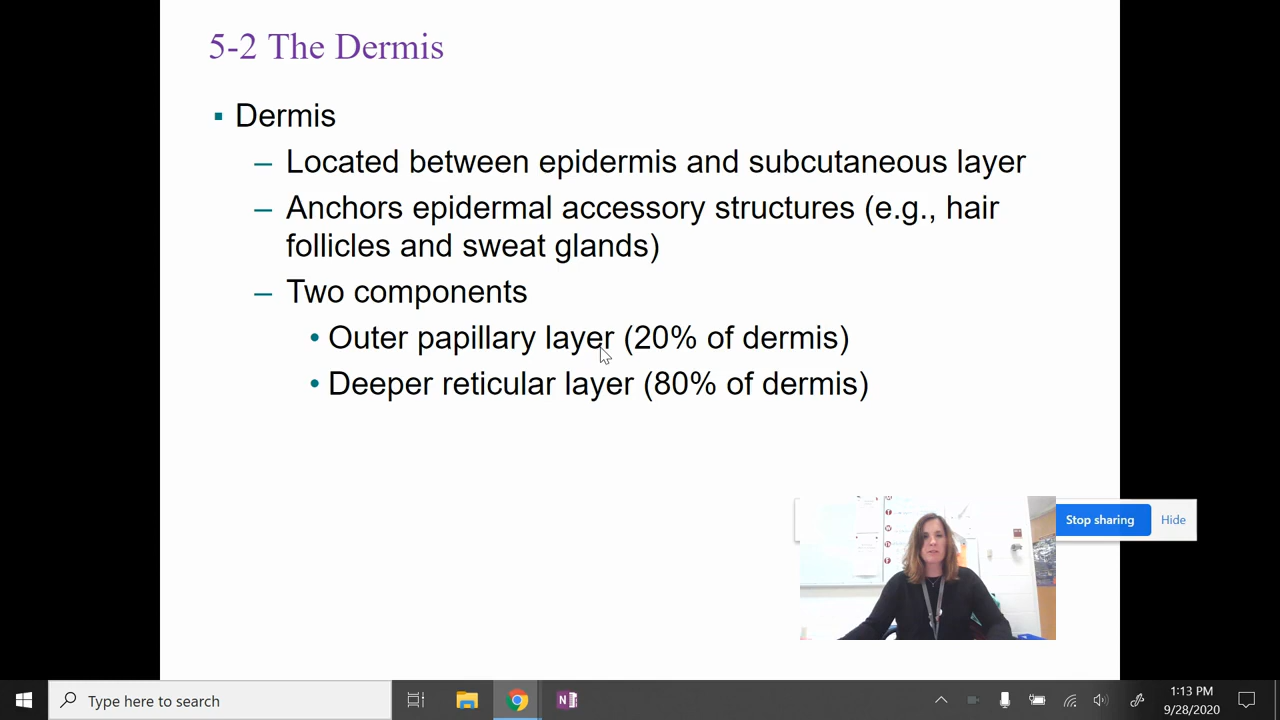 5-2 The Dermis
▪ Dermis
– Located between epidermis and subcutaneous layer
– Anchors epidermal accessory structures (e.g., hair
follicles and sweat glands)
– Two components
• Outer papillary layer (20% of dermis)
• Deeper reticular layer (80% of dermis)
T
W
Th
F
Stop sharing
Hide
Type here to search
N
1:13 PM
9/28/2020